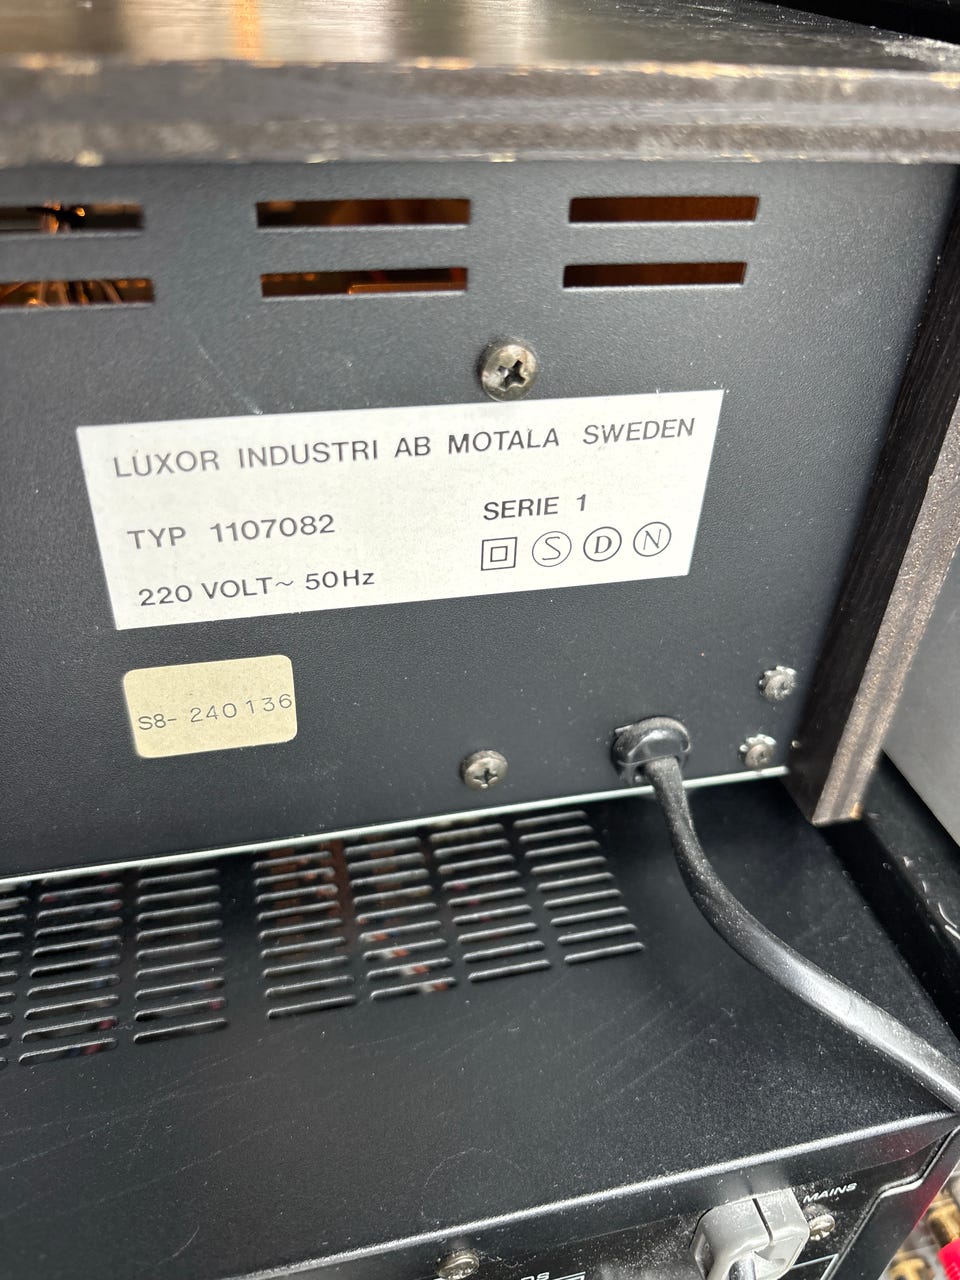 LUXOR INDUSTRI AB MOTALA SWEDEN
TYP 1107082 SERIE 1
220 VOLT~ 50Hz S D N
S8- 240136
MAINS